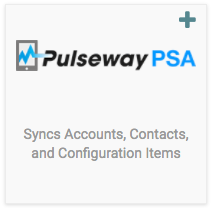 Pulseway PSA
Syncs Accounts, Contacts,
and Configuration Items